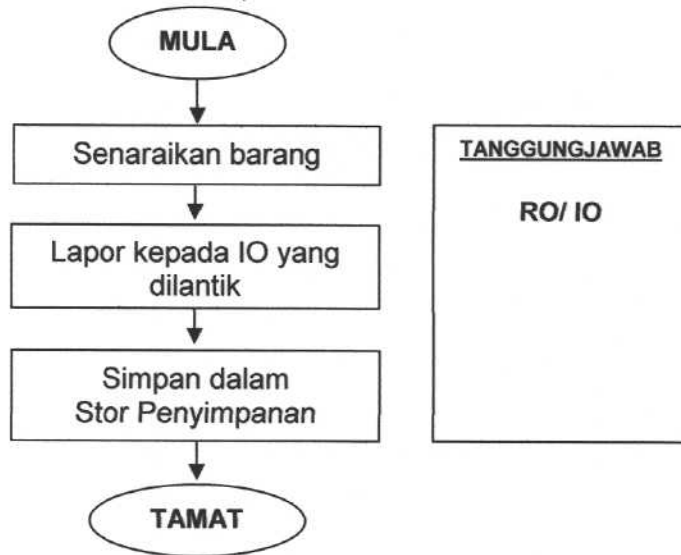 MULA
Senaraikan barang
Lapor kepada IO yang
dilantik
Simpan dalam
Stor Penyimpanan
TAMAT
TANGGUNGJAWAB
RO/ IO